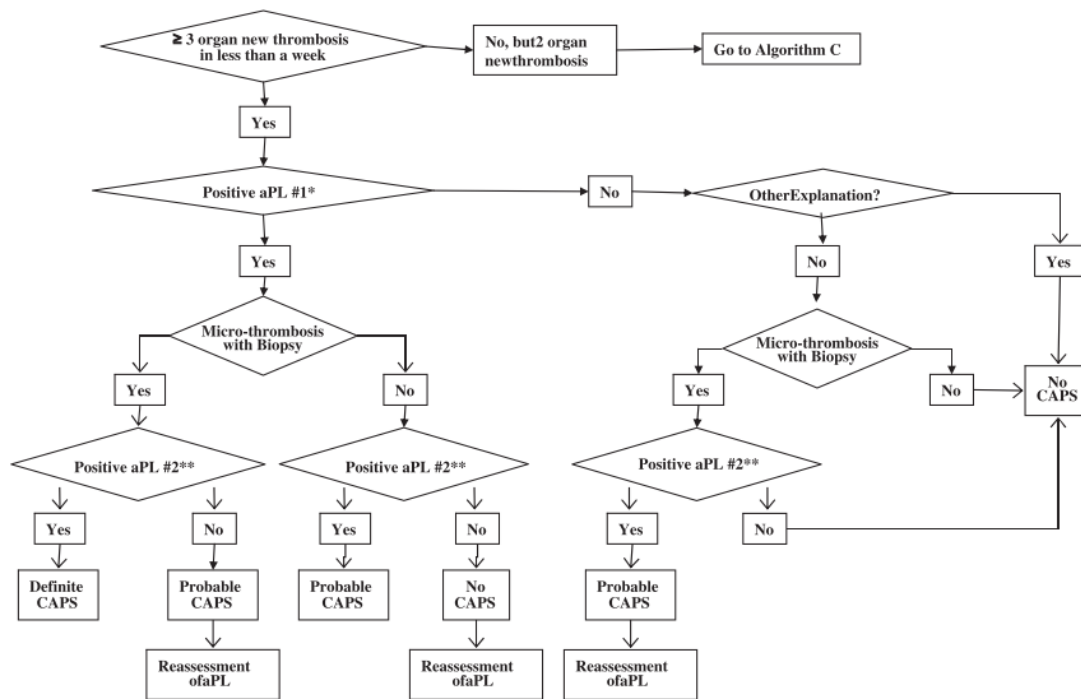 ≥ 3 organ new thrombosis
in less than a week
No, but2 organ
newthrombosis
Go to Algorithm C
Yes
Positive aPL #1*
No
OtherExplanation?
Yes
No
Yes
Micro-thrombosis
with Biopsy
Micro-thrombosis
with Biopsy
Yes
No
Yes
No
No
CAPS
Positive aPL #2**
Positive aPL #2**
Positive aPL #2**
Yes
No
Yes
No
Yes
No
Definite
CAPS
Probable
CAPS
Probable
CAPS
No
CAPS
Probable
CAPS
Reassessment
ofaPL
Reassessment
ofaPL
Reassessment
ofaPL